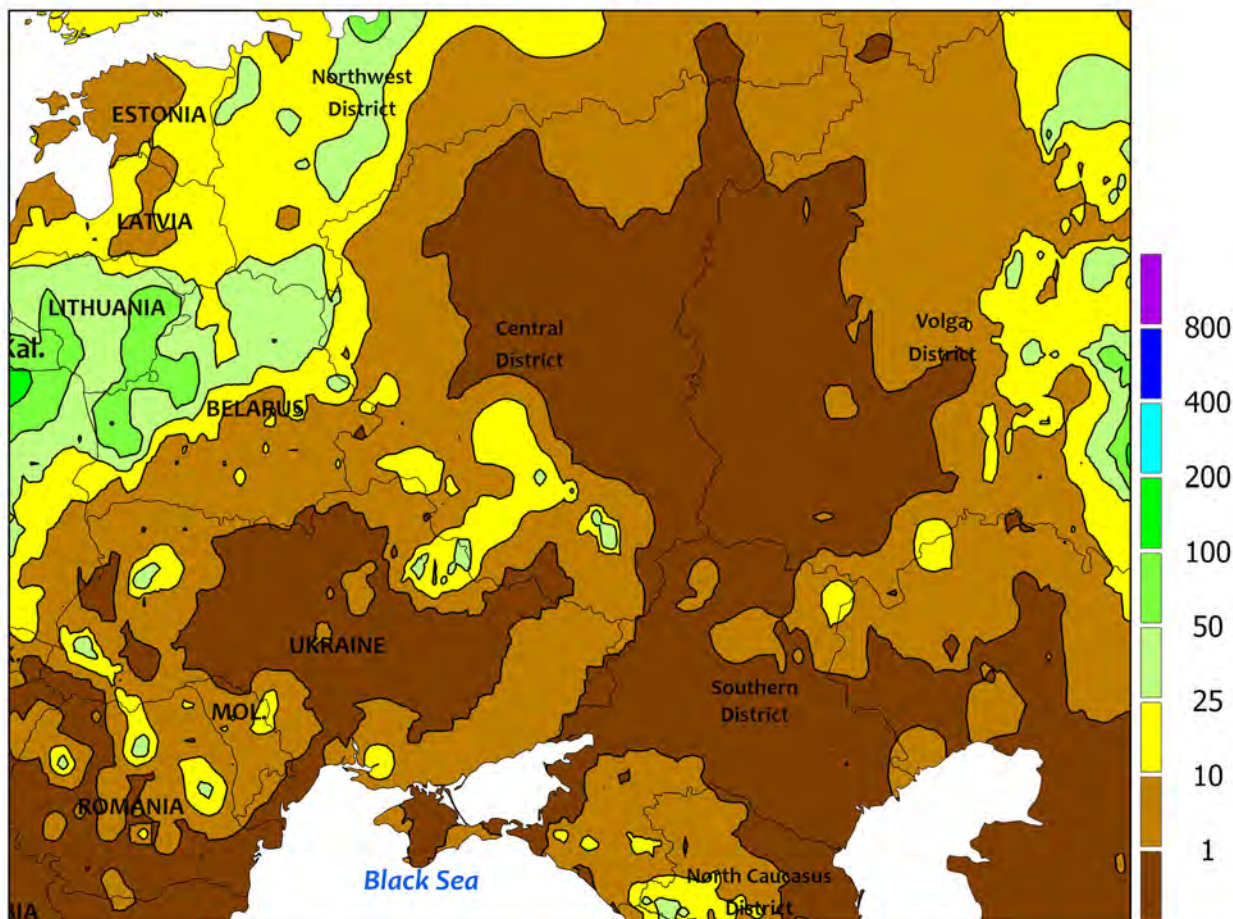 Northwest
District
ESTONIA
LATVIA
LITHUANIA
Kal.
Central
District
Volga
District
BELARUS
UKRAINE
MOL.
Southern
District
ROMANIA
Black Sea
North Caucasus
District
800
400
200
100
50
25
10
1